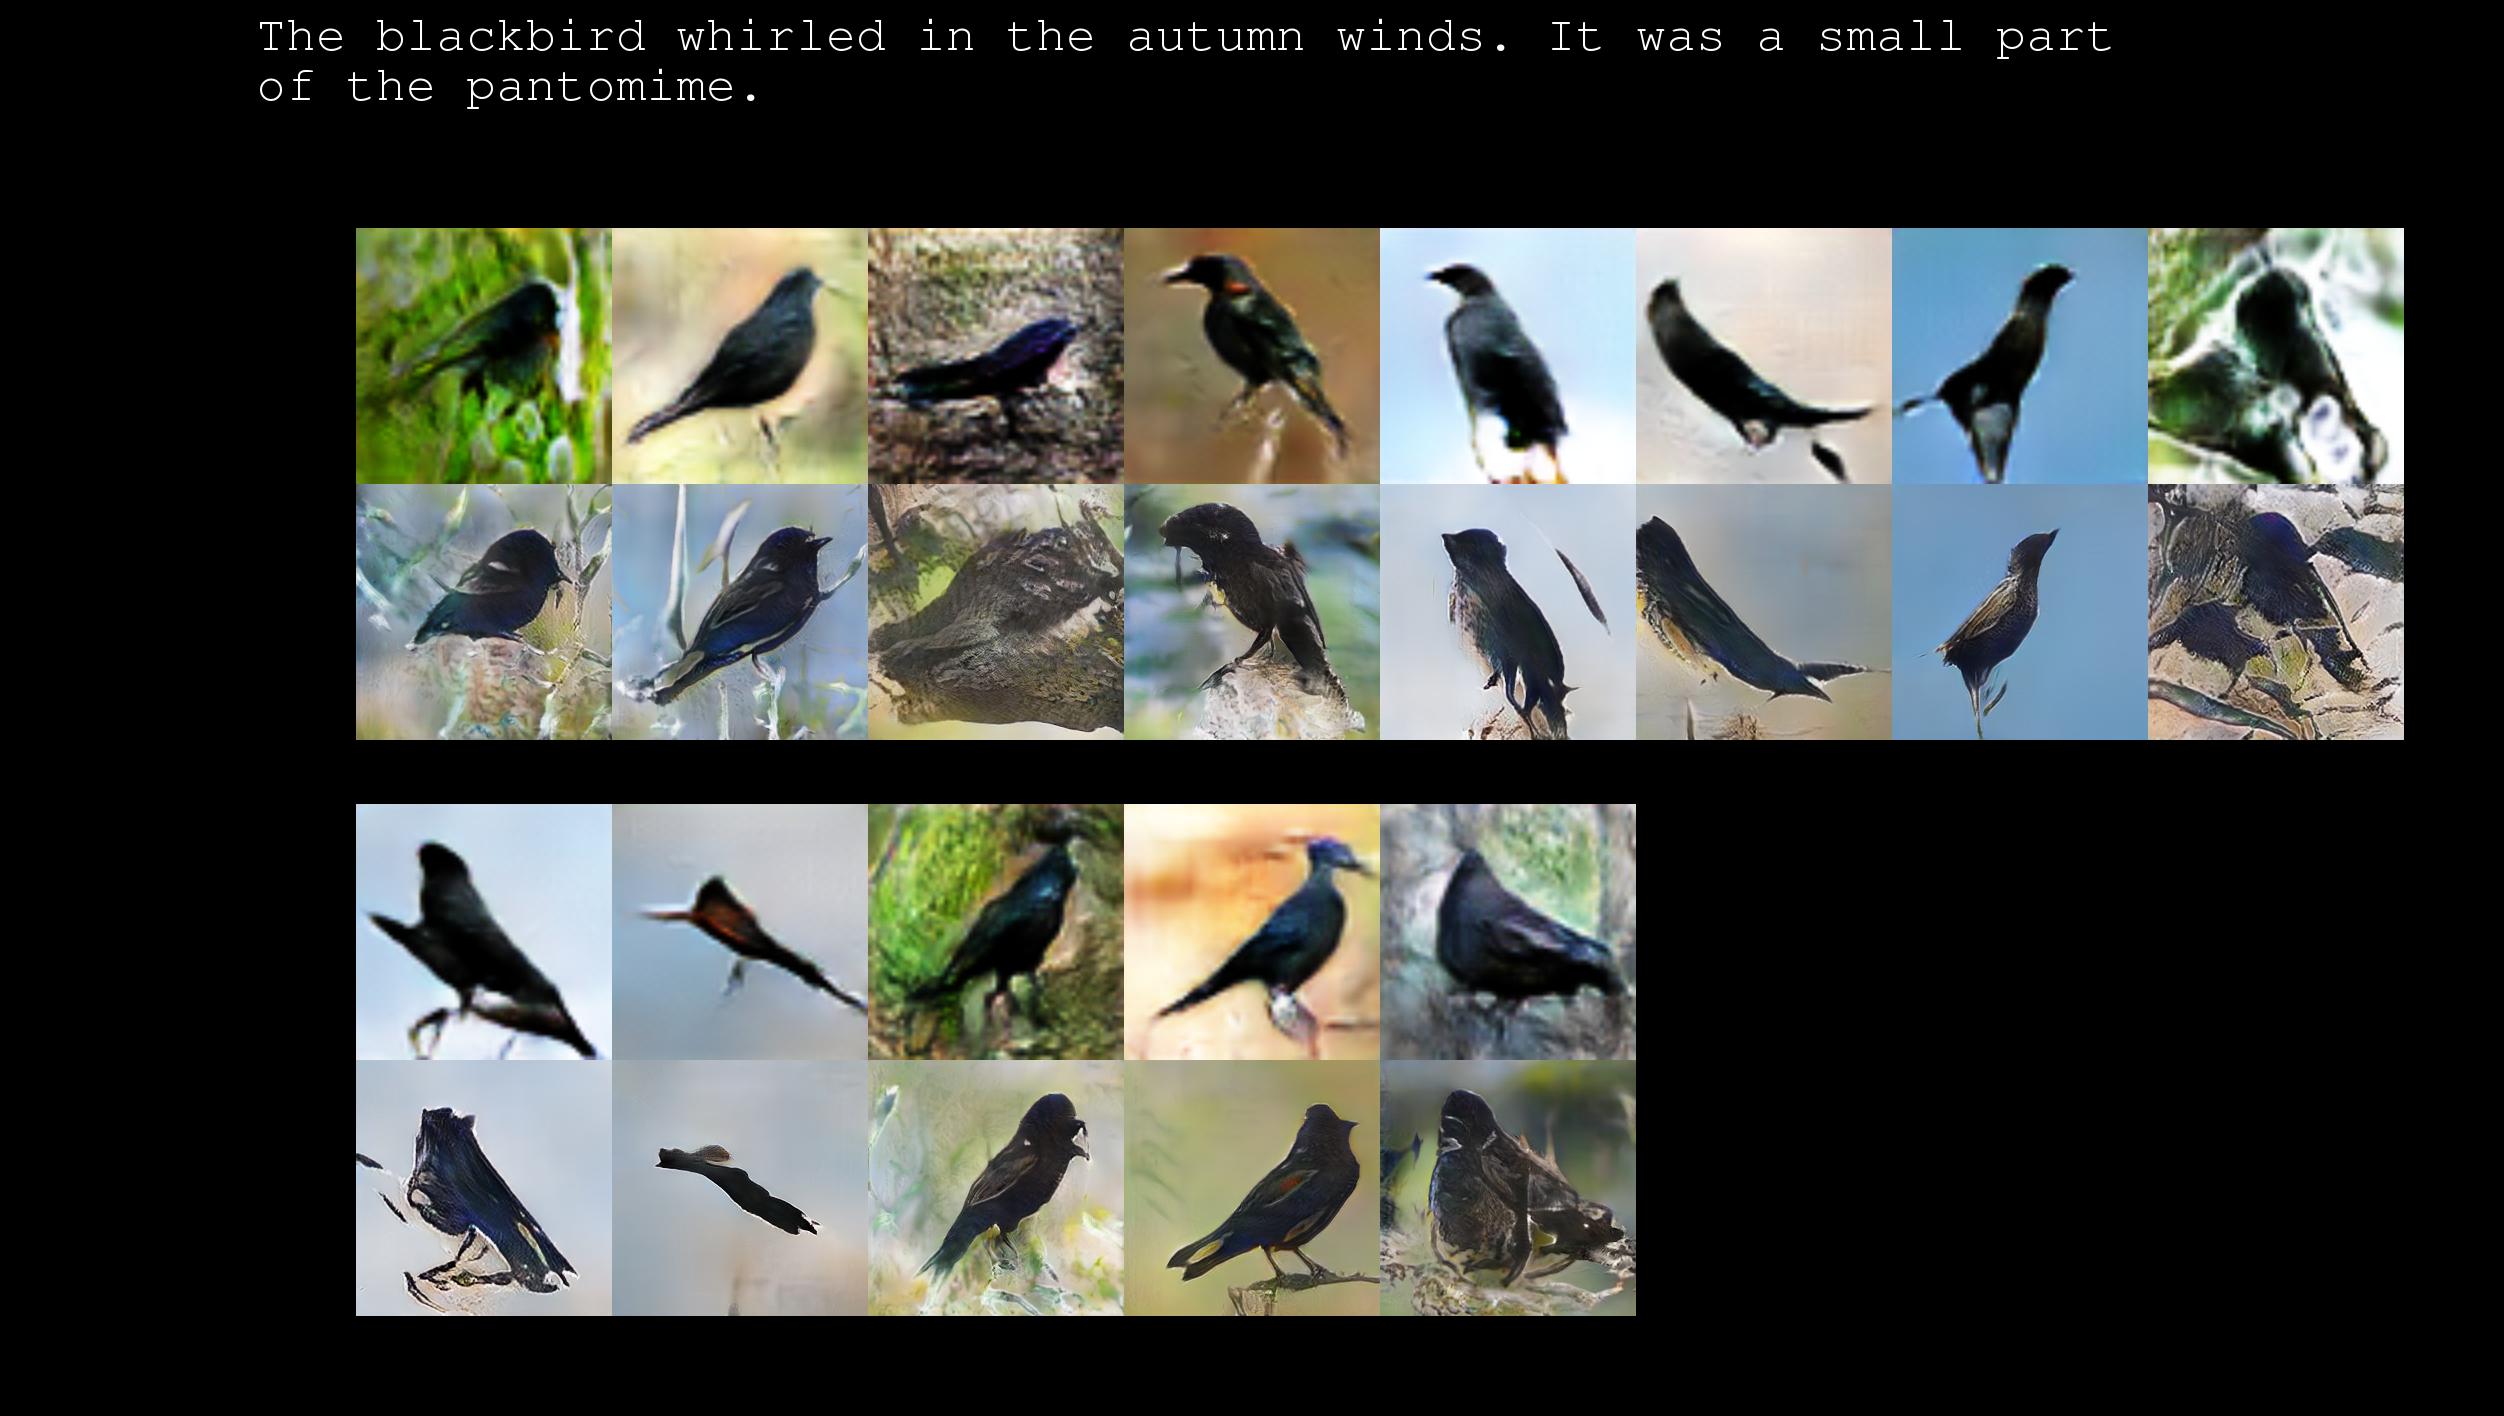 The blackbird whirled in the autumn winds. It was a small part
of the pantomime.